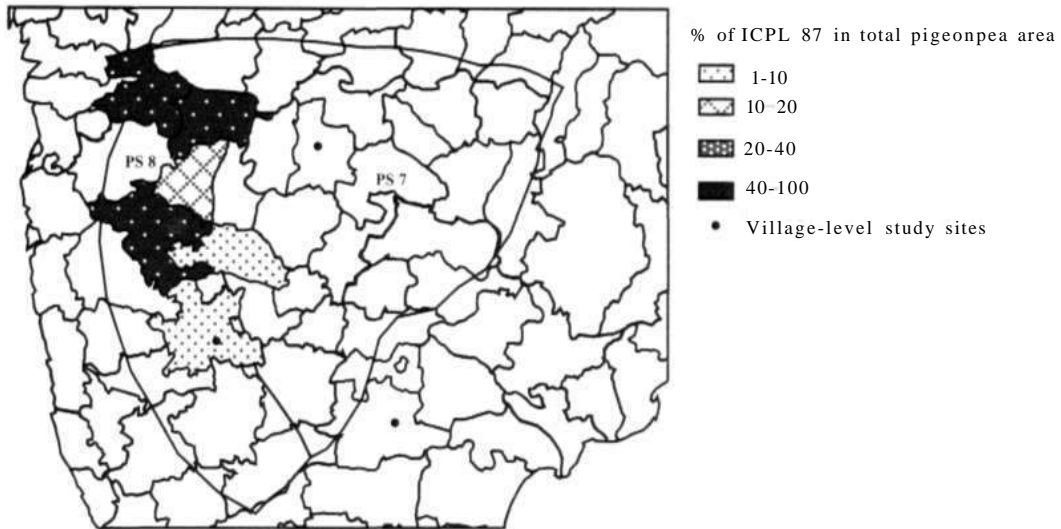 % of ICPL 87 in total pigeonpea area
1-10
10-20
20-40
40-100
Village-level study sites
PS 8
PS 7